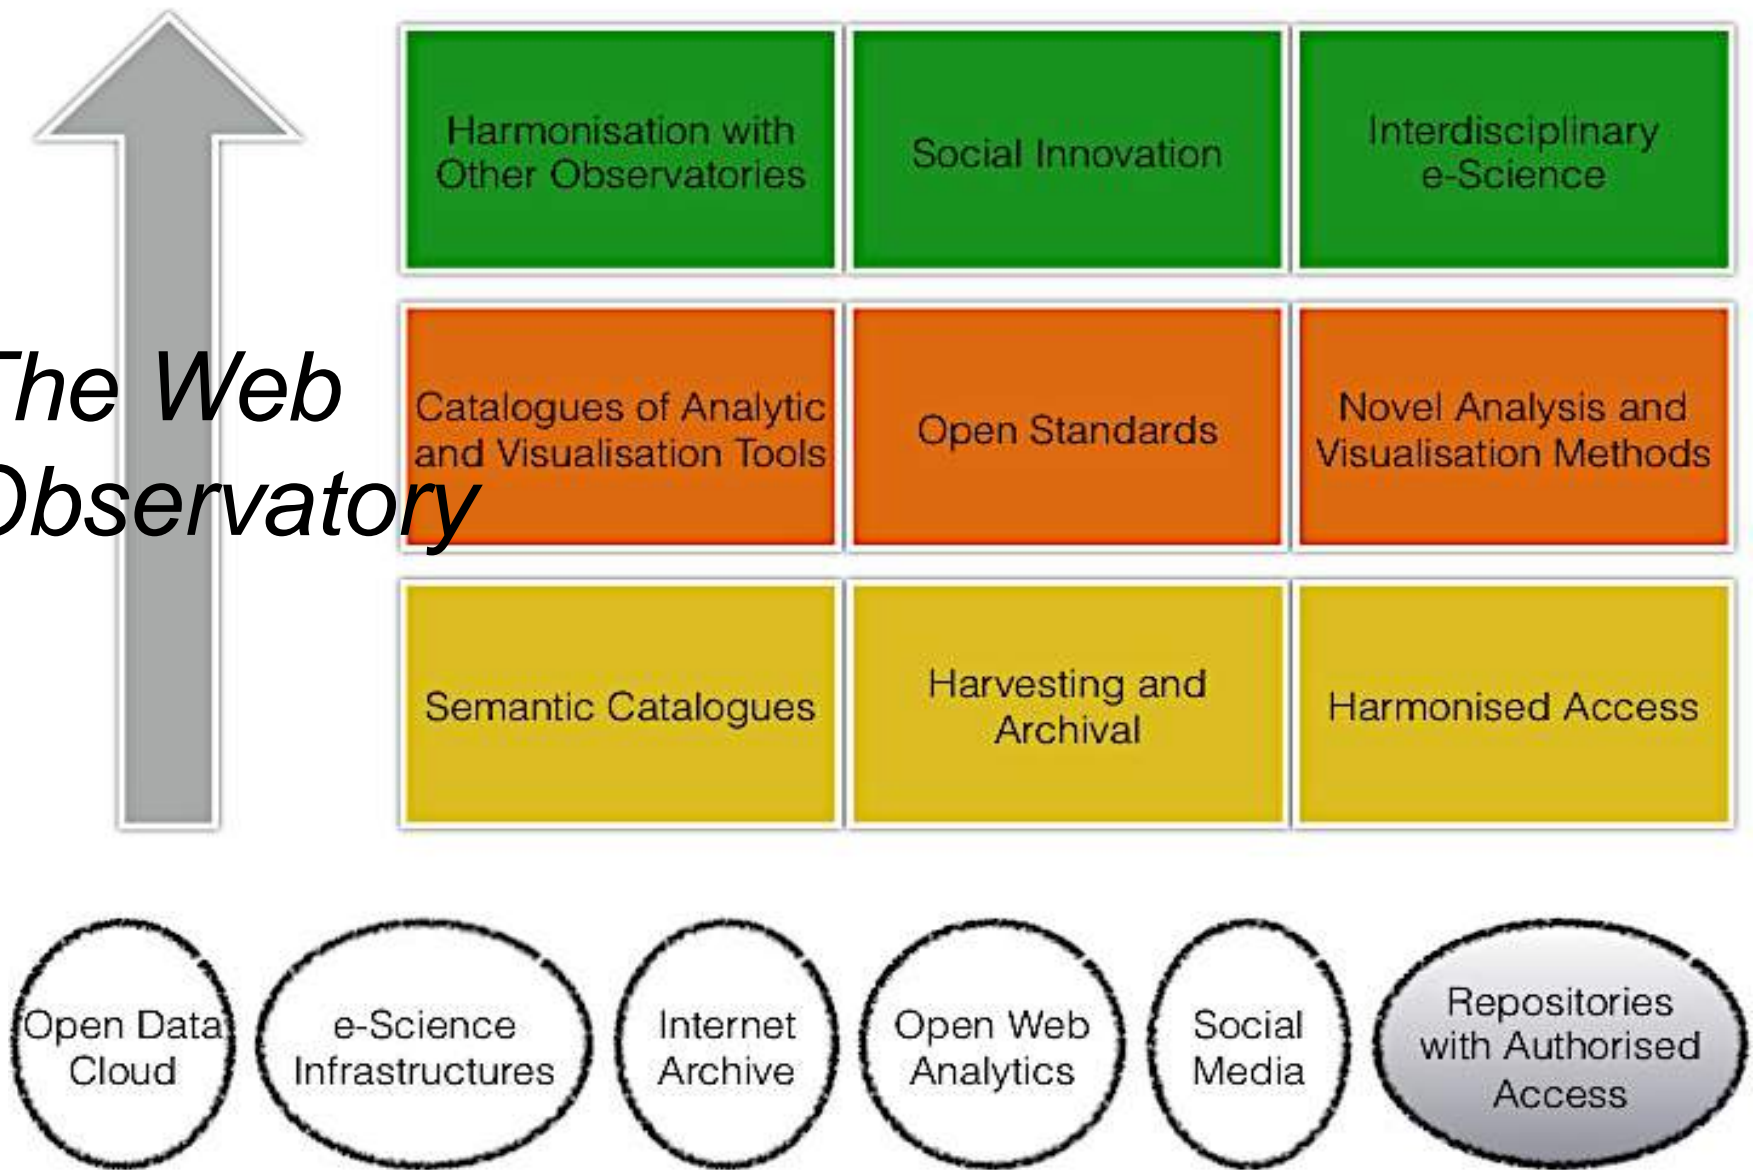 Harmonisation with
Other Observatories
Social Innovation
Interdisciplinary
e-Science
The Web
Observatory
Catalogues of Analytic
and Visualisation Tools
Open Standards
Novel Analysis and
Visualisation Methods
Semantic Catalogues
Harvesting and
Archival
Harmonised Access
Open Data
Cloud
e-Science
Infrastructures
Internet
Archive
Open Web
Analytics
Social
Media
Repositories
with Authorised
Access